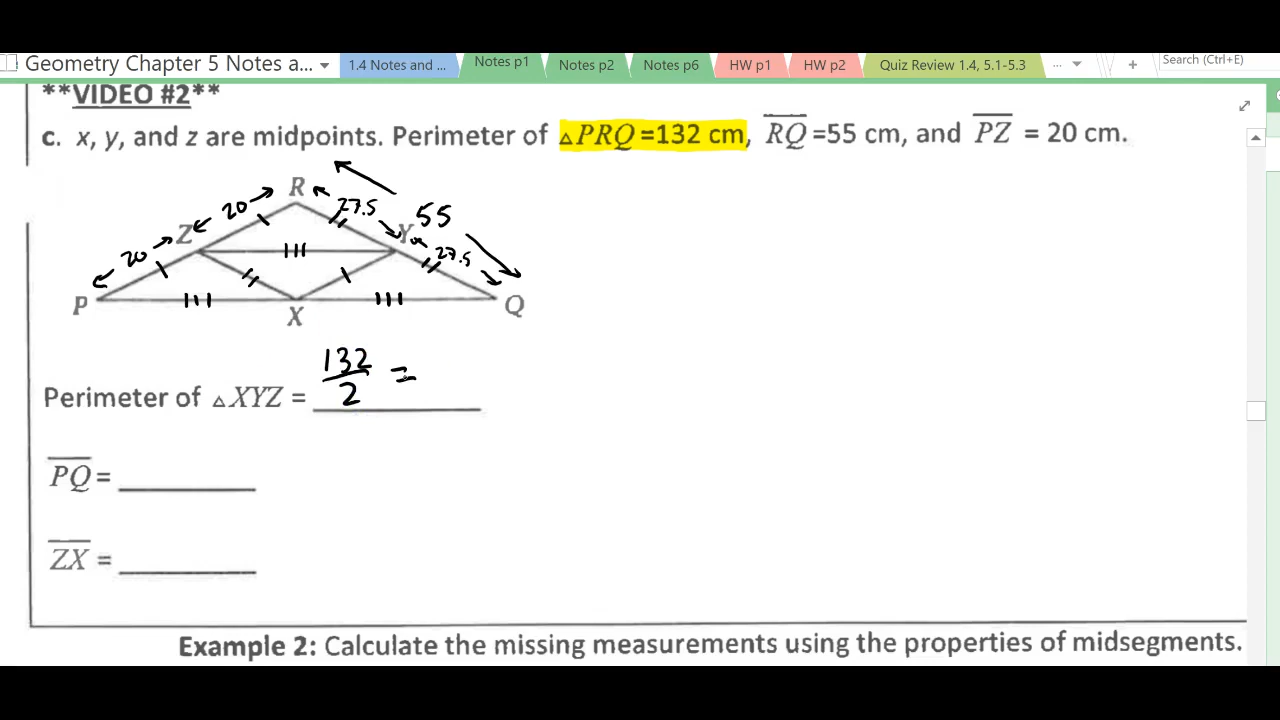 Geometry Chapter 5 Notes a... 1.4 Notes and ... Notes p1 Notes p2 Notes p6 HW p1 HW p2 Quiz Review 1.4, 5.1-5.3 ... + Search (Ctrl+E)
**VIDEO #2**
c. x, y, and z are midpoints. Perimeter of △PRQ =132 cm, RQ =55 cm, and PZ = 20 cm.
R
20
27.5
55
Z
Y
20
27.5
P
X
Q
132
Perimeter of △XYZ = 2 =
PQ =
ZX =
Example 2: Calculate the missing measurements using the properties of midsegments.